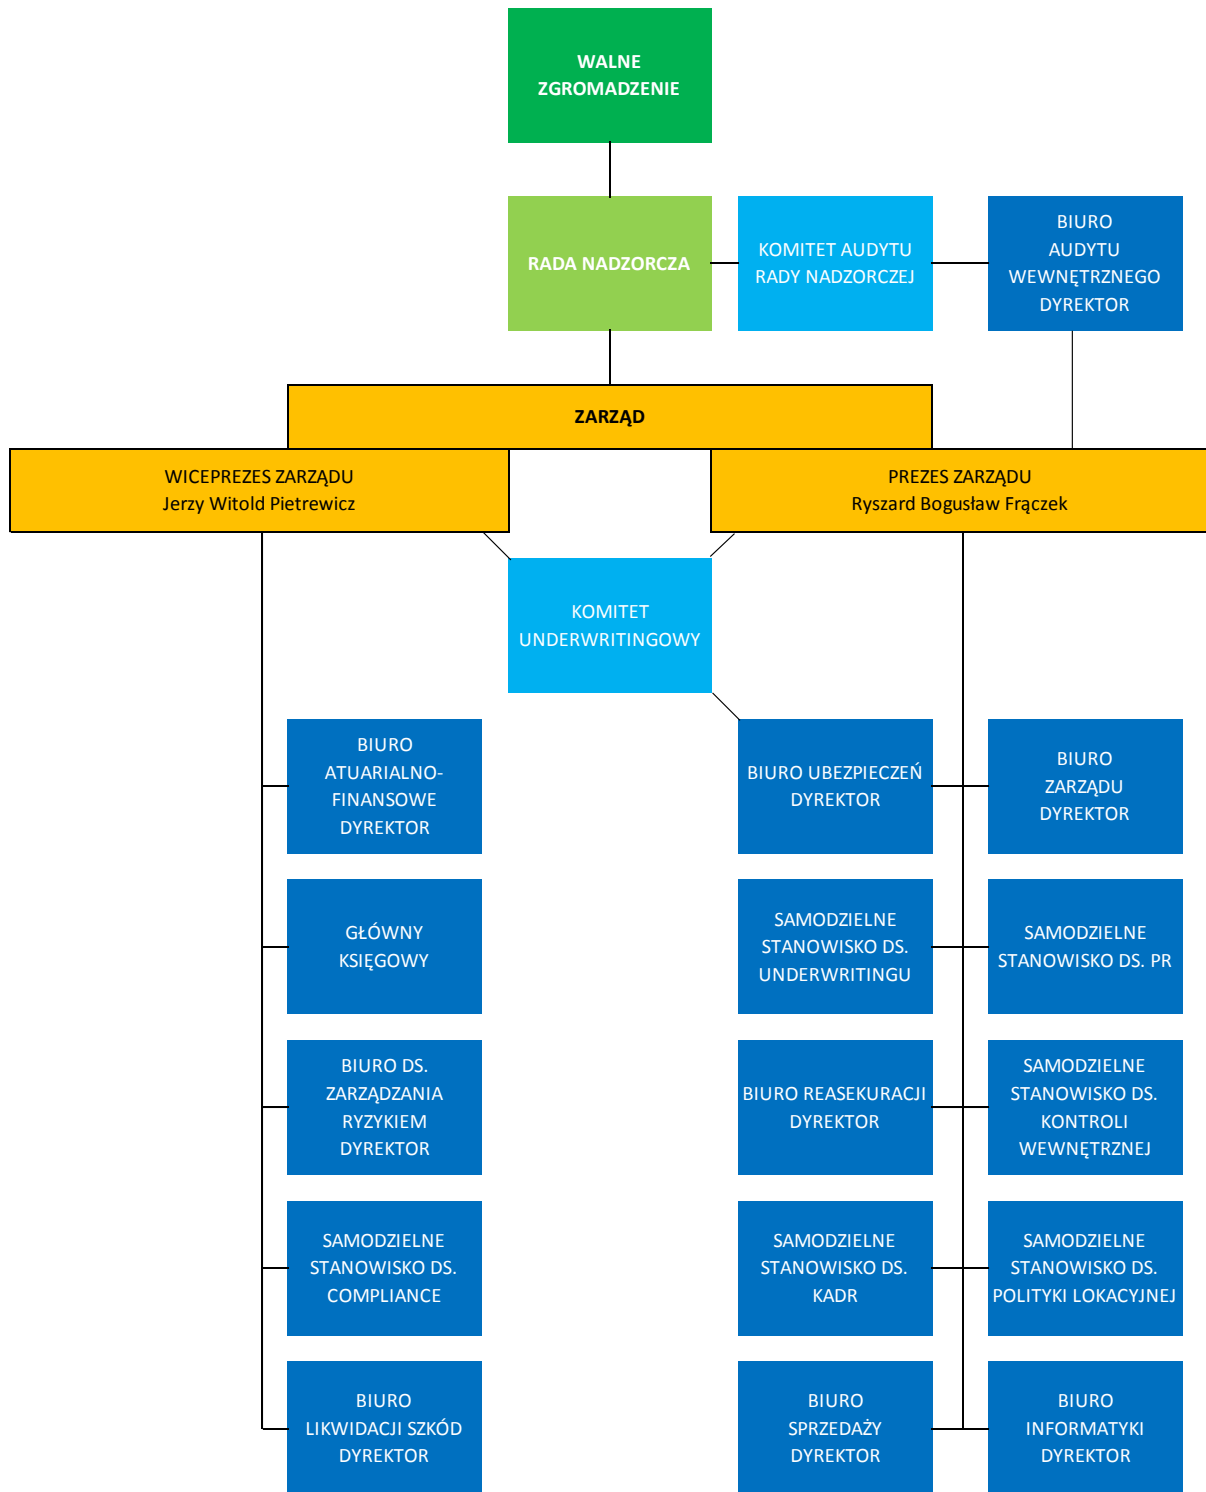 WALNE
ZGROMADZENIE
RADA NADZORCZA
KOMITET AUDYTU
RADY NADZORCZEJ
BIURO
AUDYTU
WEWNĘTRZNEGO
DYREKTOR
ZARZĄD
WICEPREZES ZARZĄDU
Jerzy Witold Pietrewicz
PREZES ZARZĄDU
Ryszard Bogusław Frączek
KOMITET
UNDERWRITINGOWY
BIURO
ATUARIALNO-
FINANSOWE
DYREKTOR
BIURO UBEZPIECZEŃ
DYREKTOR
BIURO
ZARZĄDU
DYREKTOR
GŁÓWNY
KSIĘGOWY
SAMODZIELNE
STANOWISKO DS.
UNDERWRITINGU
SAMODZIELNE
STANOWISKO DS. PR
BIURO DS.
ZARZĄDZANIA
RYZYKIEM
DYREKTOR
BIURO REASEKURACJI
DYREKTOR
SAMODZIELNE
STANOWISKO DS.
KONTROLI
WEWNĘTRZNEJ
SAMODZIELNE
STANOWISKO DS.
COMPLIANCE
SAMODZIELNE
STANOWISKO DS.
KADR
SAMODZIELNE
STANOWISKO DS.
POLITYKI LOKACYJNEJ
BIURO
LIKWIDACJI SZKÓD
DYREKTOR
BIURO
SPRZEDAŻY
DYREKTOR
BIURO
INFORMATYKI
DYREKTOR